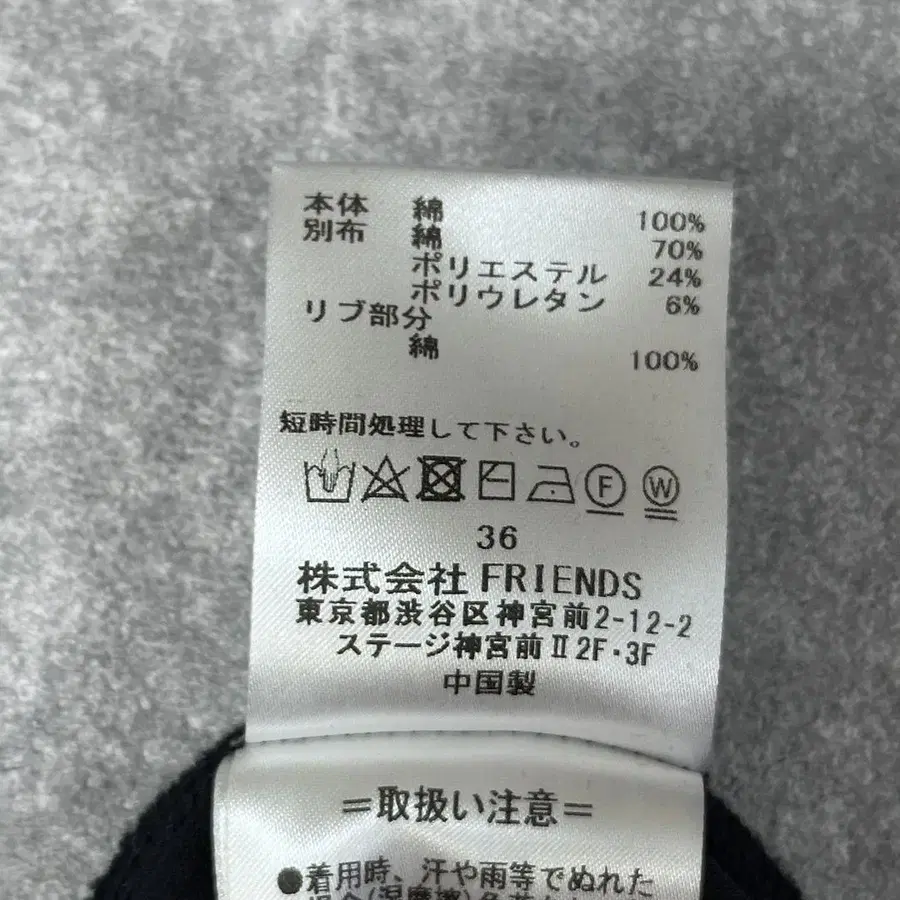 本体 綿 100%
別布 綿 70%
ポリエステル 24%
ポリウレタン 6%
リブ部分
綿 100%
短時間処理して下さい。
F W
36
株式会社 FRIENDS
東京都渋谷区神宮前2-12-2
ステージ神宮前Ⅱ2F・3F
中国製
=取扱い注意=
●着用時、汗や雨等でぬれた